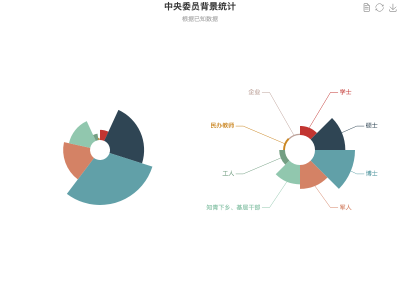 中央委员背景统计
根据已知数据
企业
学士
民办教师
硕士
工人
博士
知青下乡、基层干部
军人